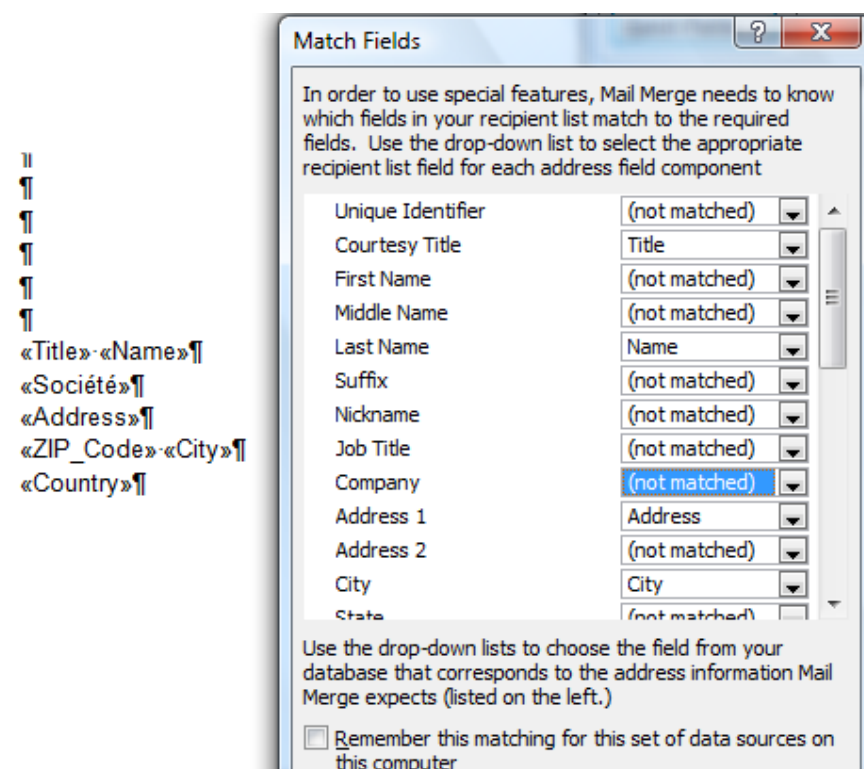 Match Fields
In order to use special features, Mail Merge needs to know
which fields in your recipient list match to the required
fields. Use the drop-down list to select the appropriate
recipient list field for each address field component
¶
¶
¶
¶
¶
«Title»·«Name»¶
«Société»¶
«Address»¶
«ZIP_Code»·«City»¶
«Country»¶
Unique Identifier (not matched)
Courtesy Title Title
First Name (not matched)
Middle Name (not matched)
Last Name Name
Suffix (not matched)
Nickname (not matched)
Job Title (not matched)
Company (not matched)
Address 1 Address
Address 2 (not matched)
City City
State (not matched)
Use the drop-down lists to choose the field from your
database that corresponds to the address information Mail
Merge expects (listed on the left.)
Remember this matching for this set of data sources on
this computer